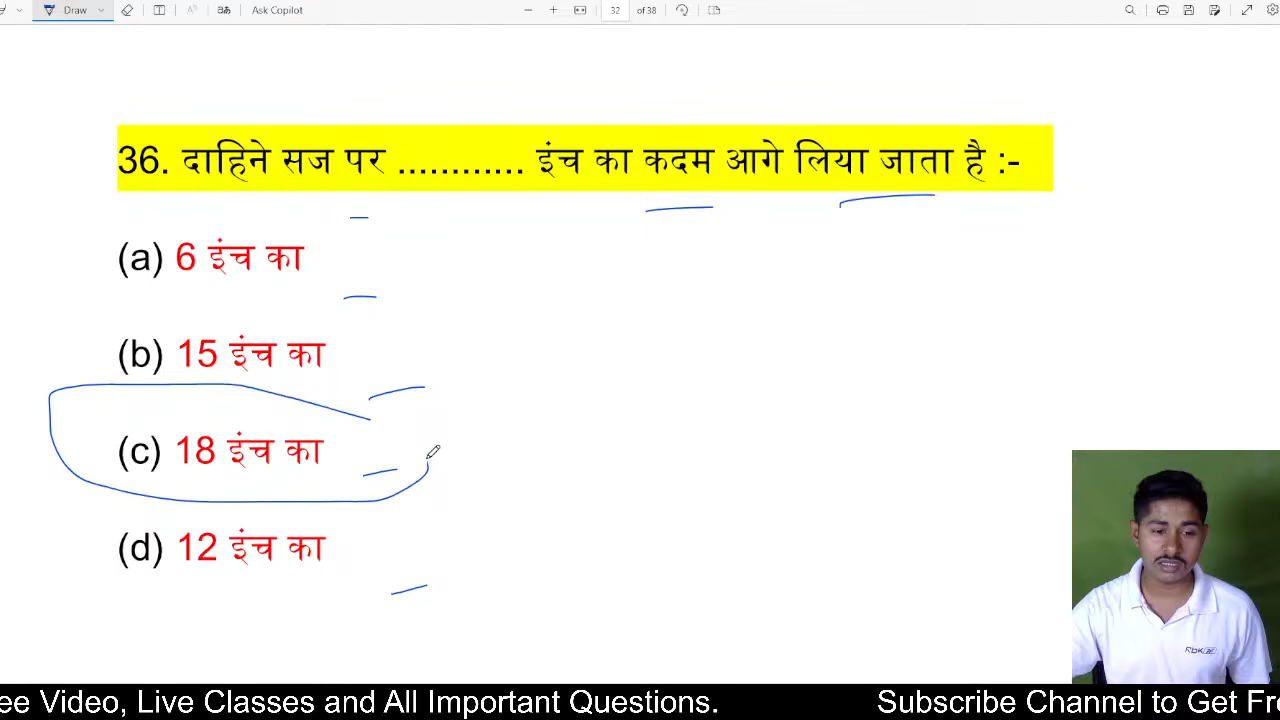 Draw
Ask Copilot
32 of 38
36. दाहिने सज पर ............ इंच का कदम आगे लिया जाता है :-
(a) 6 इंच का
(b) 15 इंच का
(c) 18 इंच का
(d) 12 इंच का
ee Video, Live Classes and All Important Questions. Subscribe Channel to Get Fr